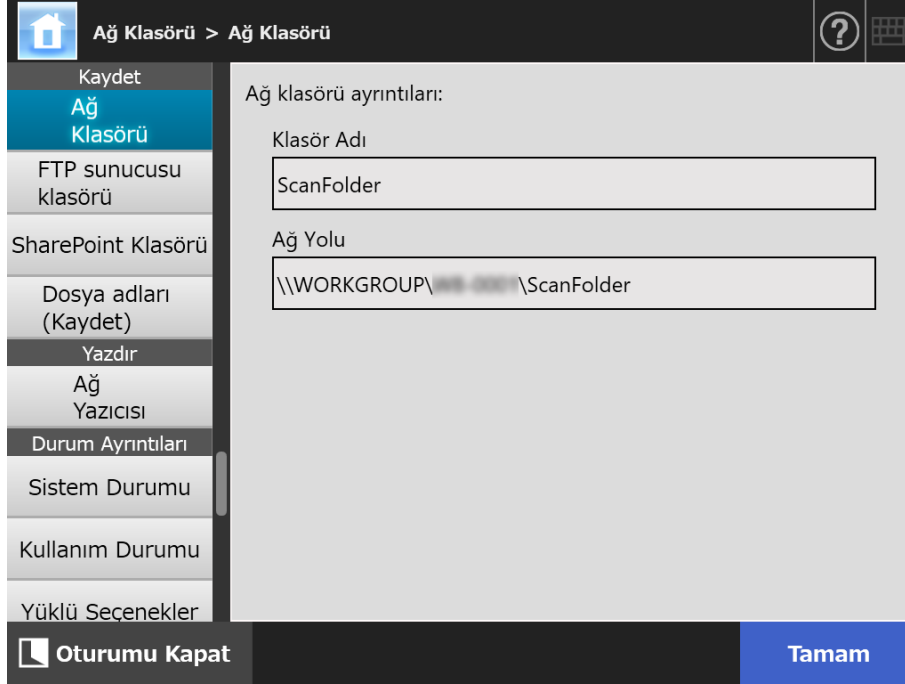 Ağ Klasörü > Ağ Klasörü
?
Kaydet
Ağ
Klasörü
FTP sunucusu
klasörü
SharePoint Klasörü
Dosya adları
(Kaydet)
Yazdır
Ağ
Yazıcısı
Durum Ayrıntıları
Sistem Durumu
Kullanım Durumu
Yüklü Seçenekler
Ağ klasörü ayrıntıları:
Klasör Adı
ScanFolder
Ağ Yolu
\\WORKGROUP\ \ScanFolder
Oturumu Kapat
Tamam